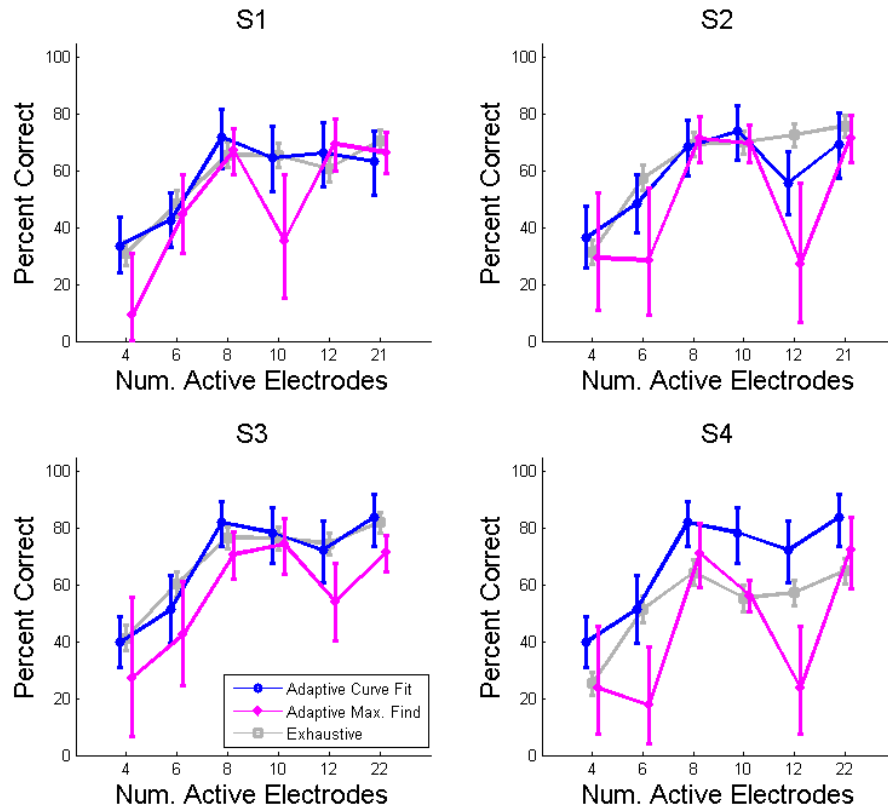 S1
100
80
60
40
20
0
Percent Correct
4 6 8 10 12 21
Num. Active Electrodes
S2
100
80
60
40
20
0
Percent Correct
4 6 8 10 12 21
Num. Active Electrodes
S3
100
80
60
40
20
0
Percent Correct
Adaptive Curve Fit
Adaptive Max. Find
Exhaustive
4 6 8 10 12 22
Num. Active Electrodes
S4
100
80
60
40
20
0
Percent Correct
4 6 8 10 12 22
Num. Active Electrodes